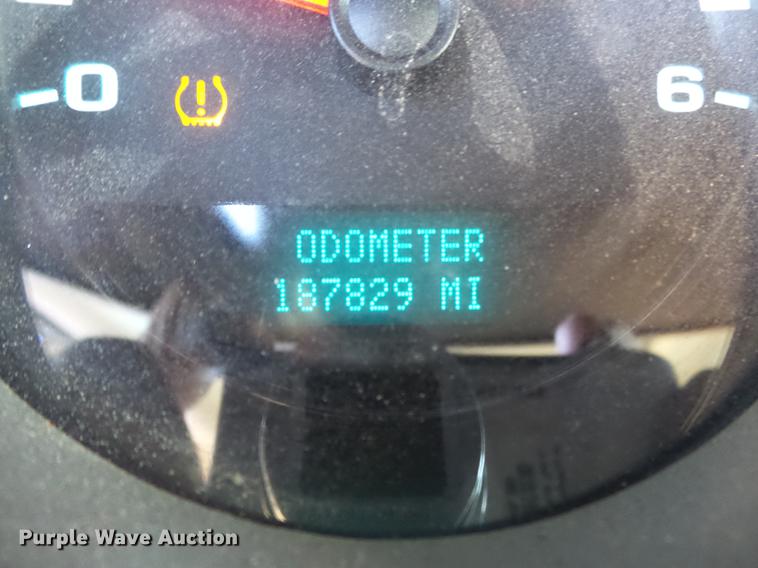 0
6
ODOMETER
187829 MI
Purple Wave Auction